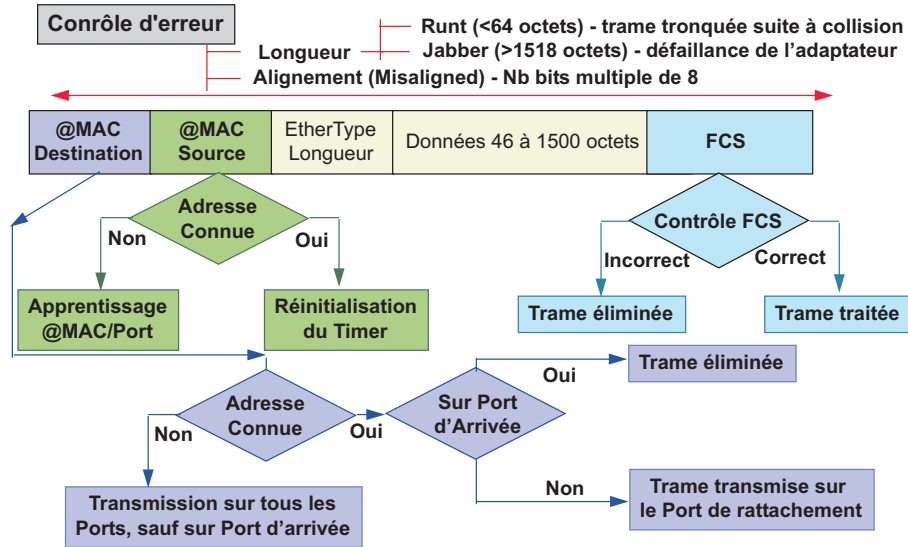 Conrôle d'erreur
Runt (<64 octets) - trame tronquée suite à collision
Longueur
Jabber (>1518 octets) - défaillance de l'adaptateur
Alignement (Misaligned) - Nb bits multiple de 8
@MAC
Destination
@MAC
Source
EtherType
Longueur
Données 46 à 1500 octets
FCS
Adresse
Connue
Non
Oui
Contrôle FCS
Incorrect
Correct
Apprentissage
@MAC/Port
Réinitialisation
du Timer
Trame éliminée
Trame traitée
Adresse
Connue
Non
Oui
Sur Port
d'Arrivée
Oui
Trame éliminée
Non
Transmission sur tous les
Ports, sauf sur Port d'arrivée
Trame transmise sur
le Port de rattachement